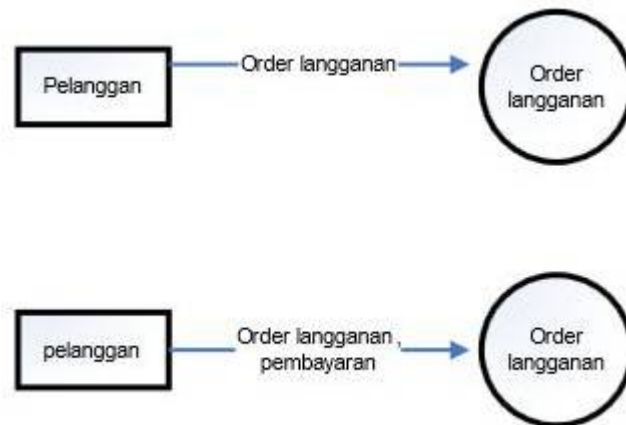 Pelanggan
Order langganan
Order
langganan
pelanggan
Order langganan ,
pembayaran
Order
langganan